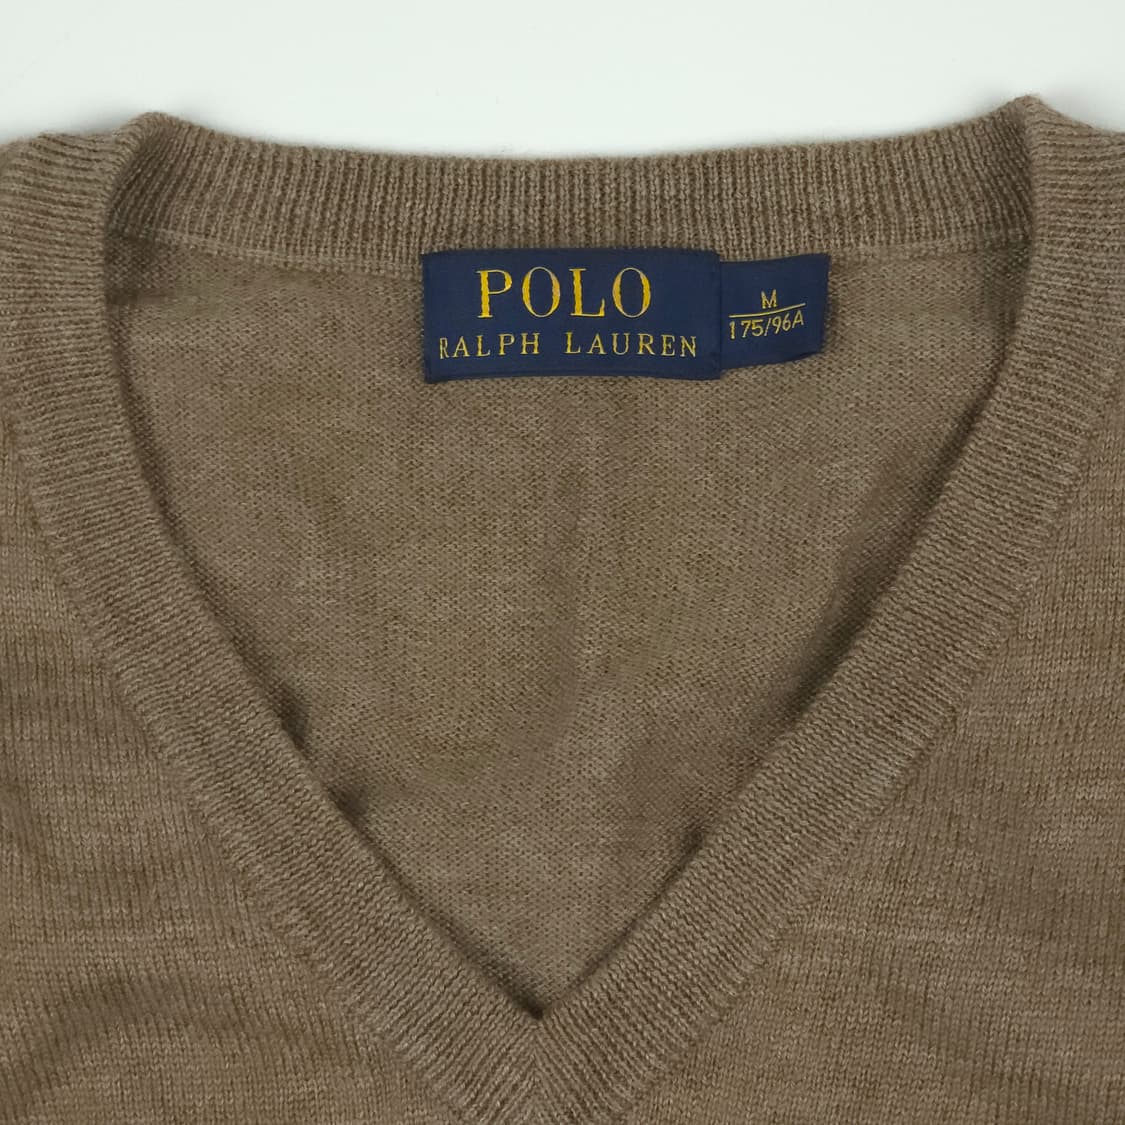 POLO
RALPH LAUREN
M
175/96A